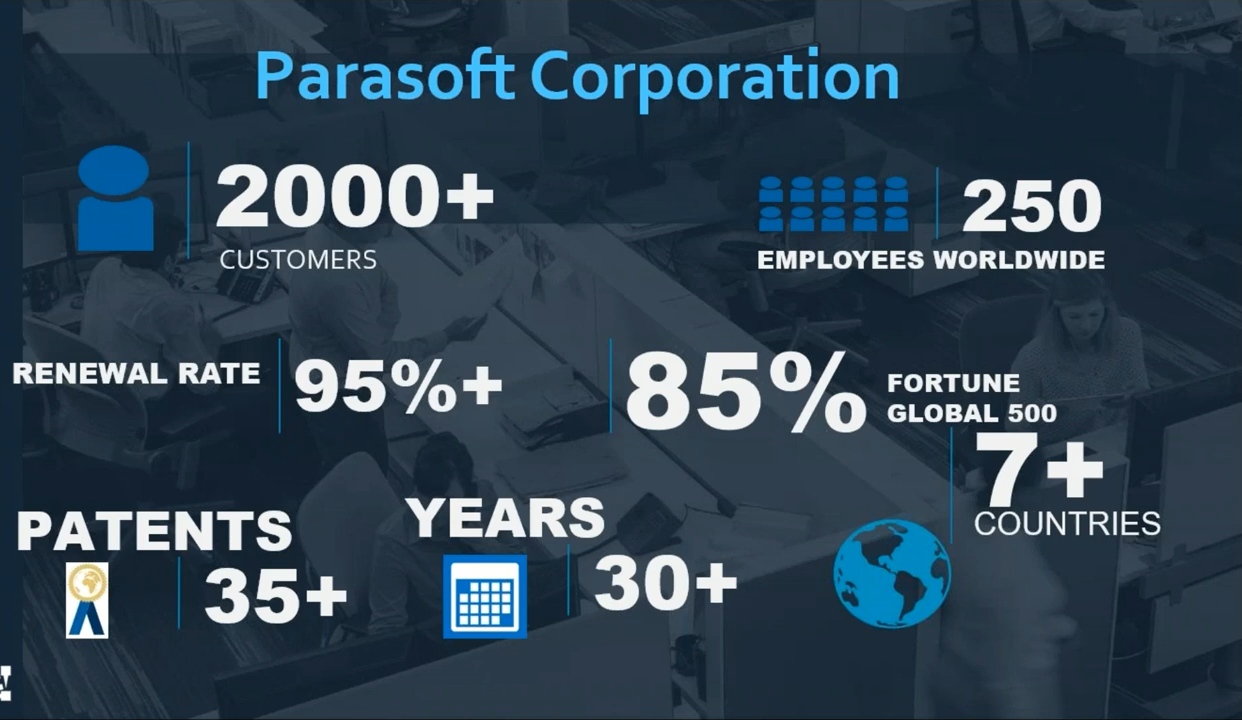 Parasoft Corporation
2000+
CUSTOMERS
250
EMPLOYEES WORLDWIDE
RENEWAL RATE
95%+
85%
FORTUNE
GLOBAL 500
7+
COUNTRIES
PATENTS
35+
YEARS
30+